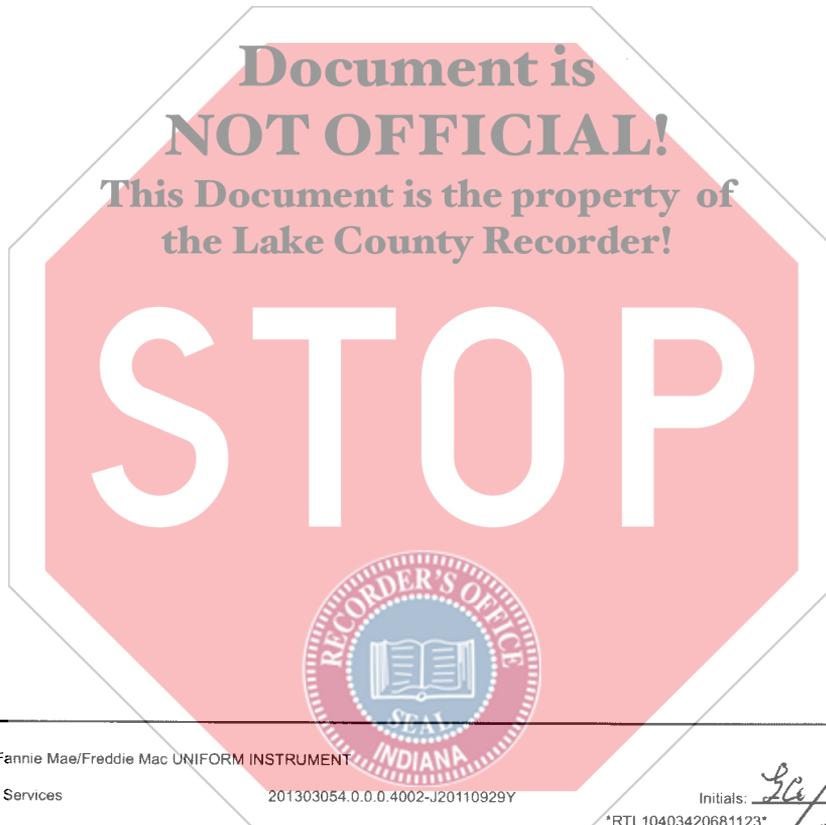 Document is
NOT OFFICIAL!
This Document is the property of
the Lake County Recorder!
STOP
RECORDER'S OFFICE
SEAL
INDIANA
Fannie Mae/Freddie Mac UNIFORM INSTRUMENT
Services 201303054.0.0.0.4002-J20110929Y Initials:
*RTL10403420681123*